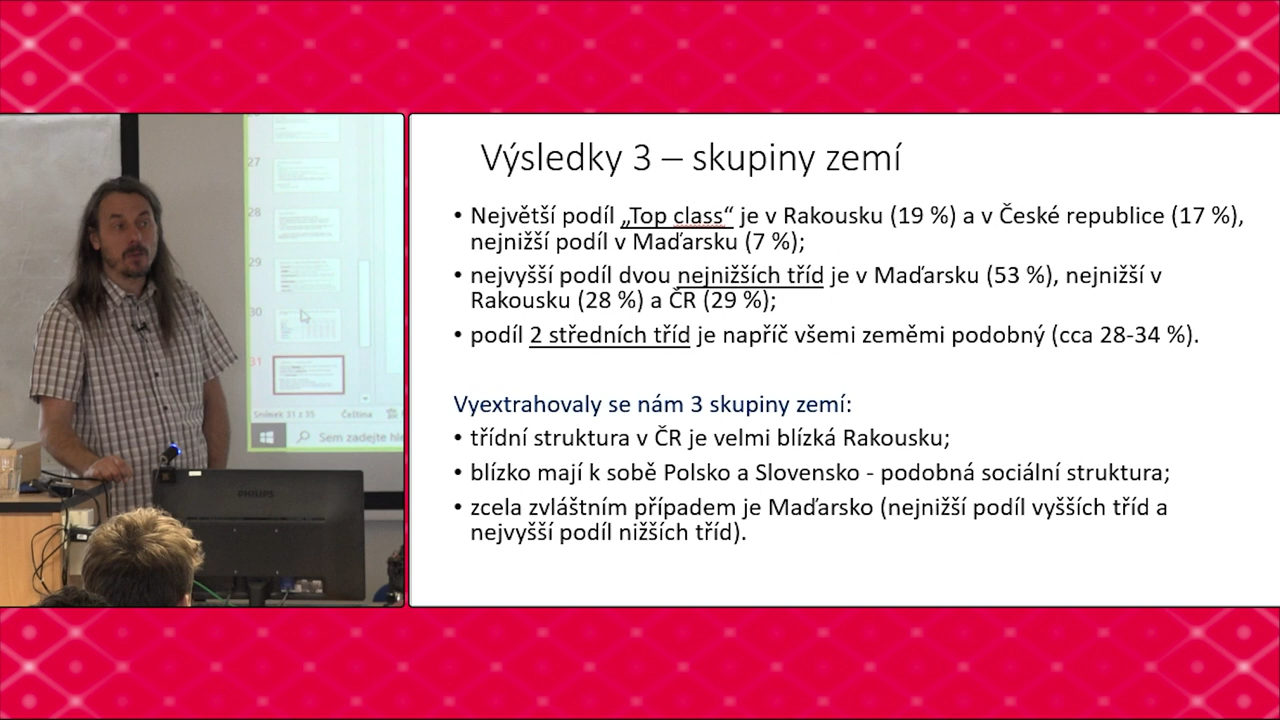 27
28
29
30
31
Snímek 31 z 35 Čeština
Sem zadejte hle
PHILIPS
Výsledky 3 – skupiny zemí
• Největší podíl „Top class“ je v Rakousku (19 %) a v České republice (17 %),
nejnižší podíl v Maďarsku (7 %);
• nejvyšší podíl dvou nejnižších tříd je v Maďarsku (53 %), nejnižší v
Rakousku (28 %) a ČR (29 %);
• podíl 2 středních tříd je napříč všemi zeměmi podobný (cca 28-34 %).
Vyextrahovaly se nám 3 skupiny zemí:
• třídní struktura v ČR je velmi blízká Rakousku;
• blízko mají k sobě Polsko a Slovensko - podobná sociální struktura;
• zcela zvláštním případem je Maďarsko (nejnižší podíl vyšších tříd a
nejvyšší podíl nižších tříd).